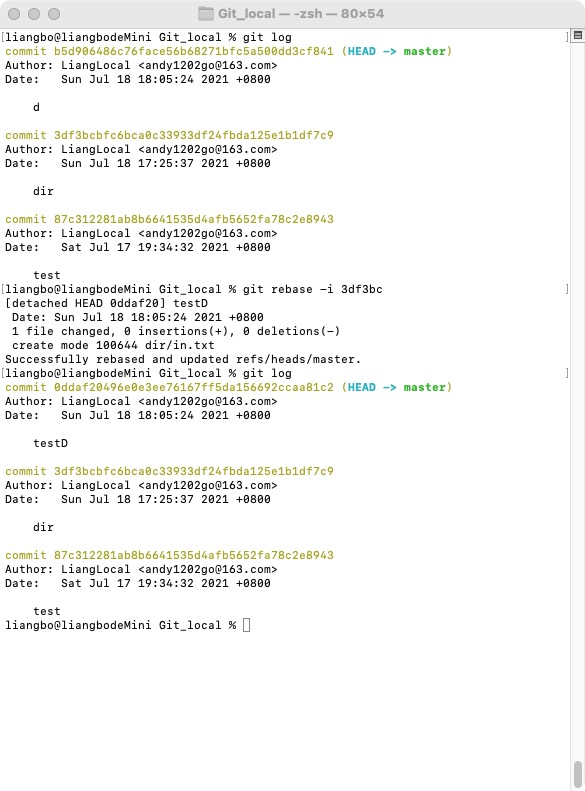 Git_local — -zsh — 80×54
[liangbo@liangbodeMini Git_local % git log ]
commit b5d906486c76face56b68271bfc5a500dd3cf841 (HEAD -> master)
Author: LiangLocal <andy1202go@163.com>
Date:   Sun Jul 18 18:05:24 2021 +0800
d
commit 3df3bcbfc6bca0c33933df24fbda125e1b1df7c9
Author: LiangLocal <andy1202go@163.com>
Date:   Sun Jul 18 17:25:37 2021 +0800
dir
commit 87c312281ab8b6641535d4afb5652fa78c2e8943
Author: LiangLocal <andy1202go@163.com>
Date:   Sat Jul 17 19:34:32 2021 +0800
test
[liangbo@liangbodeMini Git_local % git rebase -i 3df3bc ]
[detached HEAD 0ddaf20] testD
Date: Sun Jul 18 18:05:24 2021 +0800
1 file changed, 0 insertions(+), 0 deletions(-)
create mode 100644 dir/in.txt
Successfully rebased and updated refs/heads/master.
[liangbo@liangbodeMini Git_local % git log ]
commit 0ddaf20496e0e3ee76167ff5da156692ccaa81c2 (HEAD -> master)
Author: LiangLocal <andy1202go@163.com>
Date:   Sun Jul 18 18:05:24 2021 +0800
testD
commit 3df3bcbfc6bca0c33933df24fbda125e1b1df7c9
Author: LiangLocal <andy1202go@163.com>
Date:   Sun Jul 18 17:25:37 2021 +0800
dir
commit 87c312281ab8b6641535d4afb5652fa78c2e8943
Author: LiangLocal <andy1202go@163.com>
Date:   Sat Jul 17 19:34:32 2021 +0800
test
liangbo@liangbodeMini Git_local %